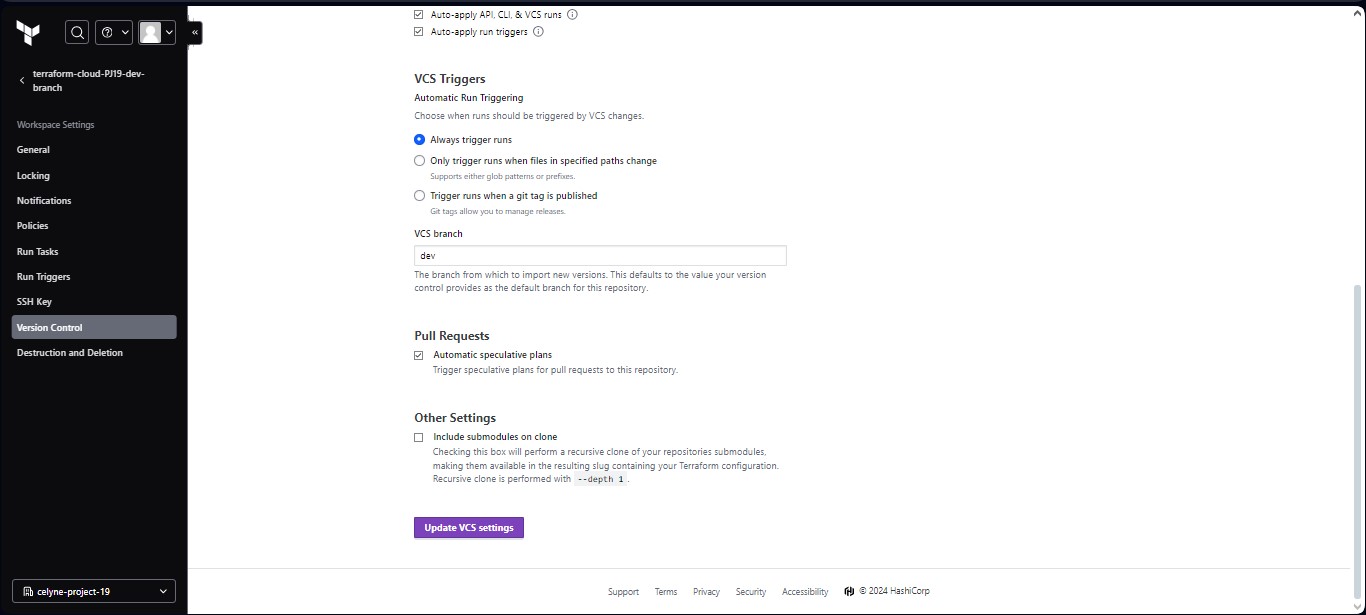 terraform-cloud-PJ19-dev-
branch
Workspace Settings
General
Locking
Notifications
Policies
Run Tasks
Run Triggers
SSH Key
Version Control
Destruction and Deletion
celyne-project-19
Auto-apply API, CLI, & VCS runs
Auto-apply run triggers
VCS Triggers
Automatic Run Triggering
Choose when runs should be triggered by VCS changes.
Always trigger runs
Only trigger runs when files in specified paths change
Supports either glob patterns or prefixes.
Trigger runs when a git tag is published
Git tags allow you to manage releases.
VCS branch
dev
The branch from which to import new versions. This defaults to the value your version
control provides as the default branch for this repository.
Pull Requests
Automatic speculative plans
Trigger speculative plans for pull requests to this repository.
Other Settings
Include submodules on clone
Checking this box will perform a recursive clone of your repositories submodules,
making them available in the resulting slug containing your Terraform configuration.
Recursive clone is performed with --depth 1.
Update VCS settings
Support Terms Privacy Security Accessibility © 2024 HashiCorp